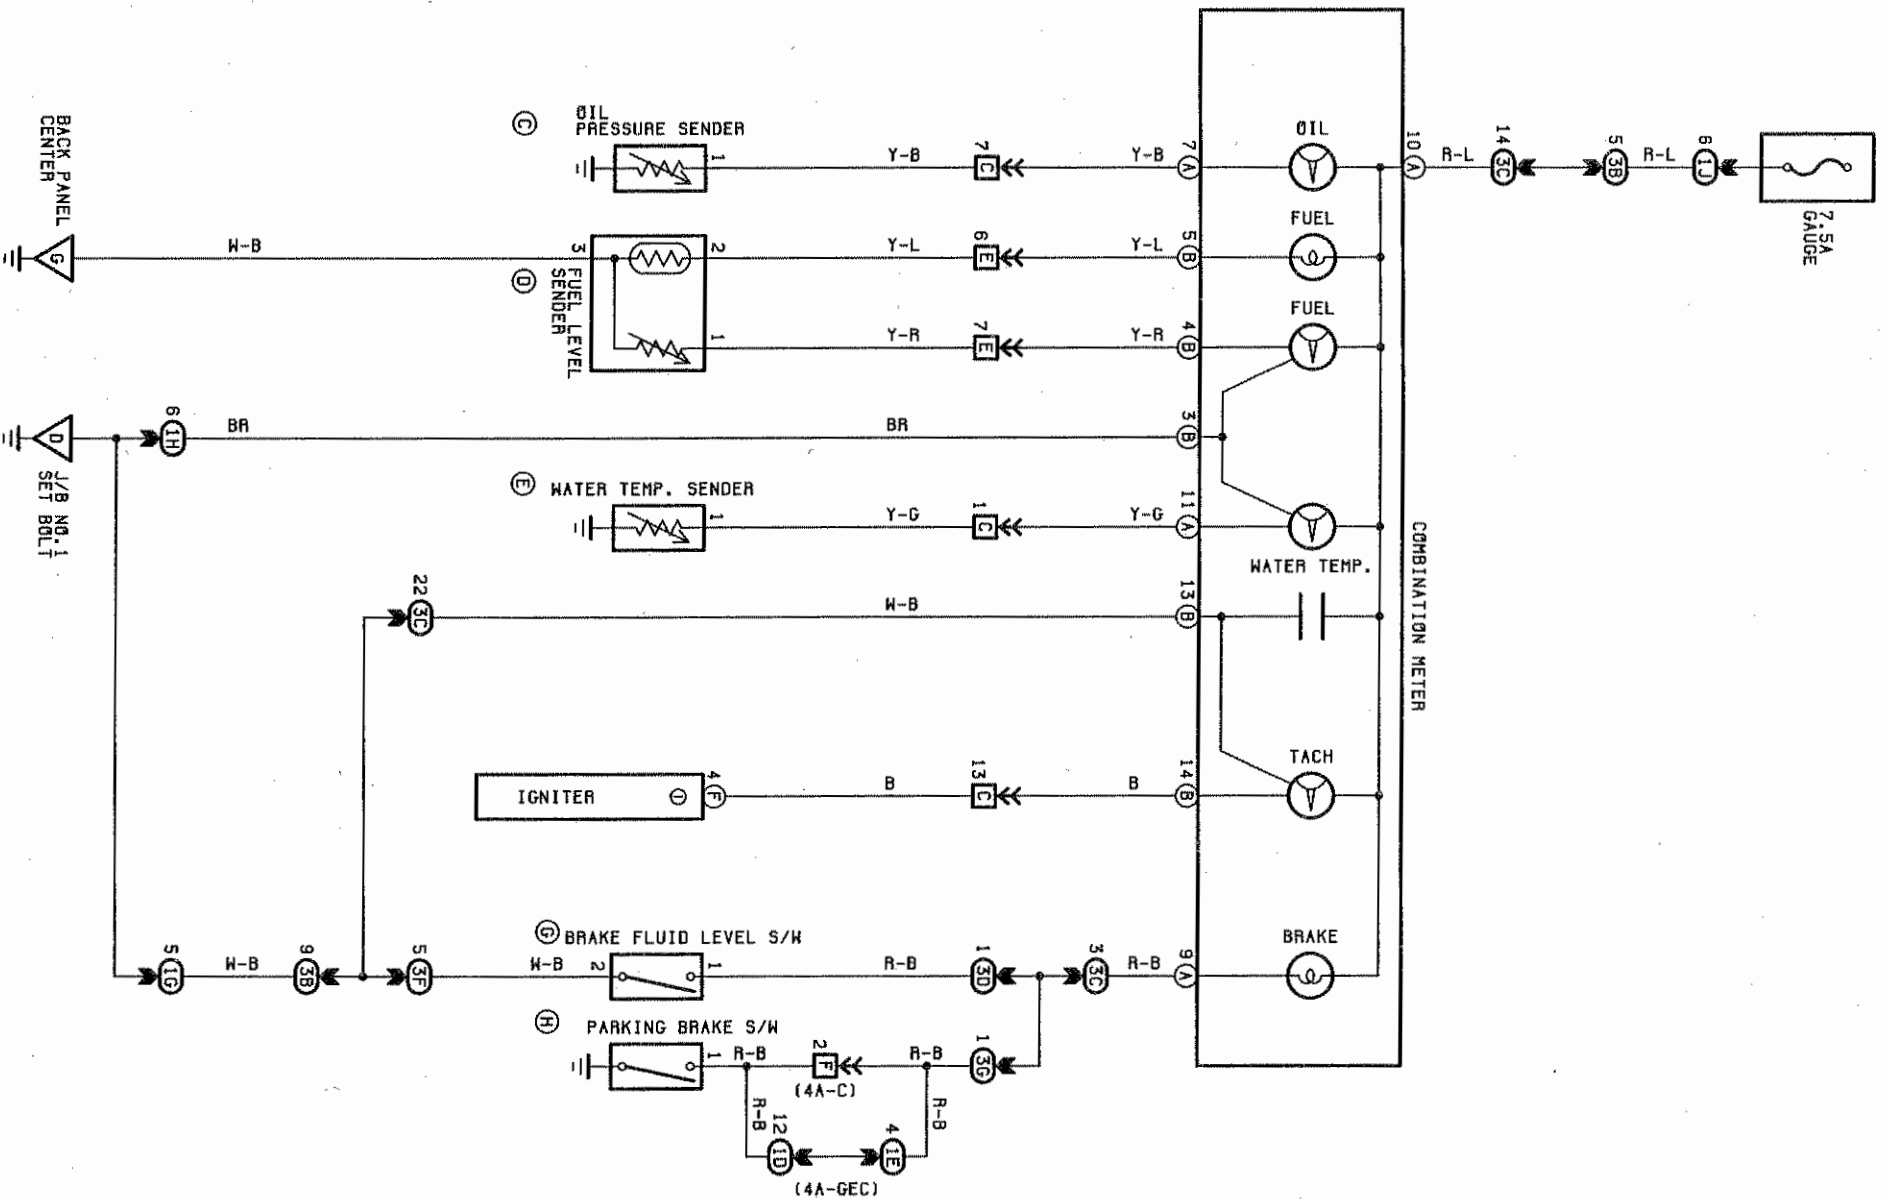 OIL
PRESSURE SENDER
C
1
Y-B
7
C
Y-B
7
A
OIL
10
A
R-L
14
3C
5
3B
R-L
6
1J
7.5A
GAUGE
BACK PANEL
CENTER
G
W-B
3
D
FUEL LEVEL
SENDER
2
Y-L
6
E
Y-L
5
B
FUEL
1
Y-R
7
E
Y-R
4
B
FUEL
D
J/B NO.1
SET BOLT
6
1H
BR
BR
3
B
E
WATER TEMP. SENDER
1
Y-G
1
C
Y-G
11
A
WATER TEMP.
COMBINATION METER
22
3C
W-B
13
B
IGNITER
4
F
B
13
C
B
14
B
TACH
5
1G
W-B
9
3B
5
3F
W-B
G
BRAKE FLUID LEVEL S/W
2
1
R-B
1
3D
3
3C
R-B
9
A
BRAKE
H
PARKING BRAKE S/W
1
R-B
2
F
(4A-C)
R-B
1
3G
R-B
12
1D
4
1E
R-B
(4A-GEC)